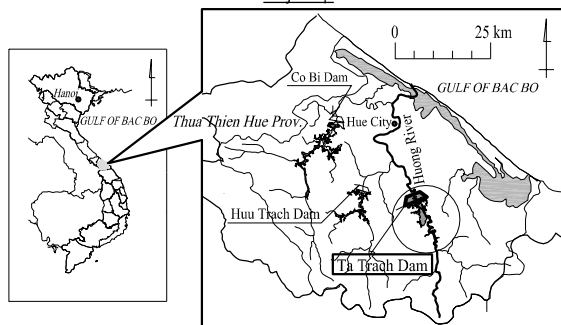 Hanoi
GULF OF BAC BO
0 25 km
Co Bi Dam
GULF OF BAC BO
Thua Thien Hue Prov.
Hue City
Huong River
Huu Trach Dam
Ta Trach Dam